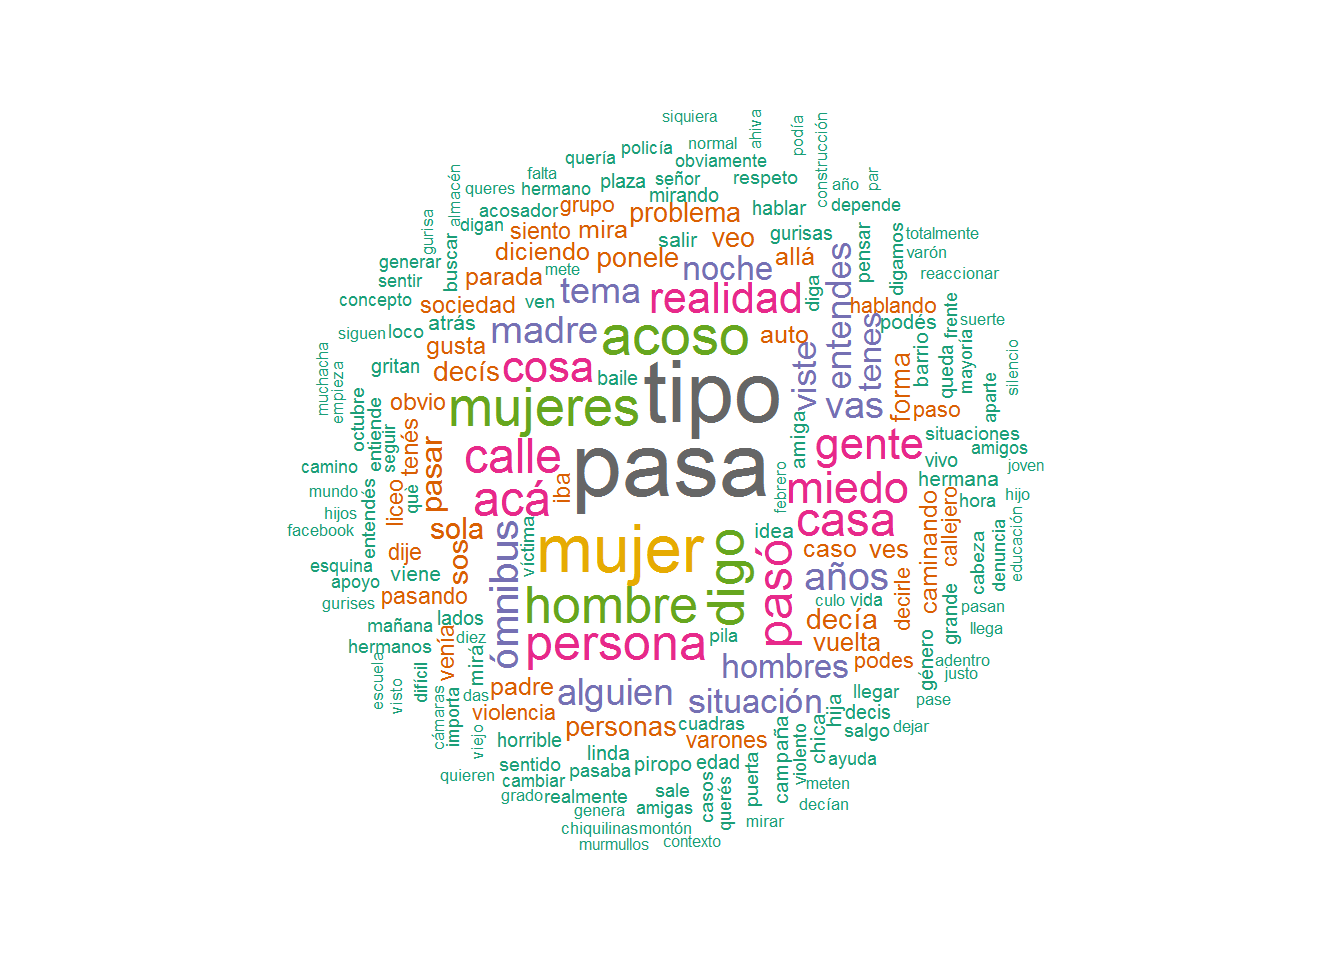 siquiera
ahiva
podía
construcción
policía
normal
quería
obviamente
falta
queres
hermano
plaza
señor
respeto
año
par
almacén
mirando
depende
acosador
grupo
problema
hablar
gurisa
digan
siento
mira
salir
veo
gurisas
pensar
totalmente
digamos
varón
buscar
diciendo
ponele
noche
allá
entendes
generar
mete
reaccionar
sentir
parada
tema
realidad
diga
concepto
sociedad
ven
hablando
siguen
loco
atrás
madre
acoso
auto
viste
tenes
podés
frente
suerte
gusta
barrio
queda
mayoría
silencio
muchacha
empieza
gritan
decís
cosa
baile
tipo
forma
aparte
obvio
mujeres
vas
paso
octubre
entiende
seguir
tenés
amiga
situaciones
amigos
calle
pasa
gente
vivo
joven
camino
pasar
hermana
mundo
liceo
qué
acá
iba
febrero
miedo
hora
hijo
hijos
entendés
facebook
sola
casa
caminando
callejero
víctima
idea
educación
dije
sos
ómnibus
mujer
digo
pasó
caso
ves
cabeza
denuncia
esquina
viene
apoyo
años
decirle
gurises
pasando
hombre
culo
vida
grande
pasan
mañana
lados
decía
llega
diez
persona
pila
vuelta
hermanos
venía
mirá
hombres
podes
género
adentro
justo
escuela
visto
difícil
padre
das
alguien
situación
hija
llegar
pase
cámaras
importa
violencia
decis
viejo
personas
cuadras
chica
salgo
dejar
horrible
varones
campaña
violento
linda
sentido
pasaba
piropo
edad
puerta
ayuda
quieren
cambiar
meten
grado
realmente
sale
casos
querés
decían
genera
amigas
chiquilinas
montón
mirar
murmullos
contexto